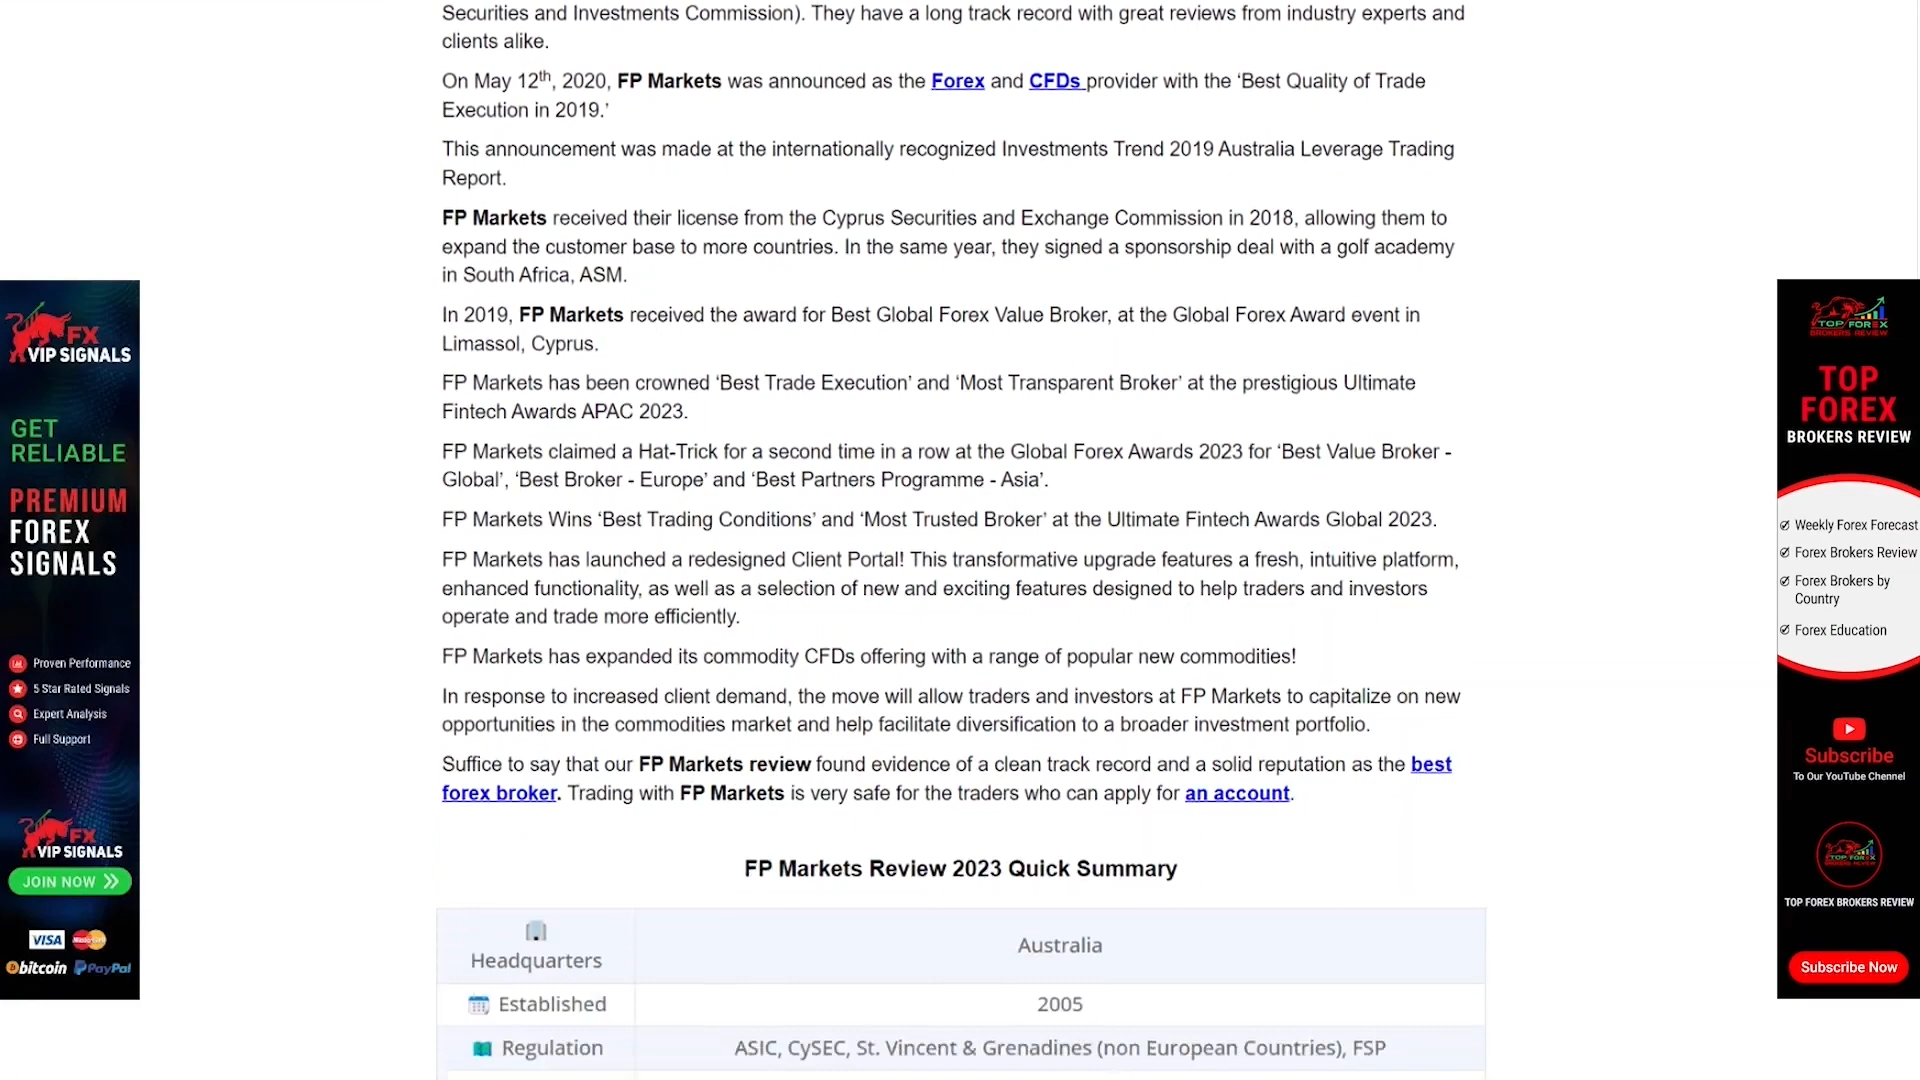 Securities and Investments Commission). They have a long track record with great reviews from industry experts and
clients alike.
On May 12th, 2020, FP Markets was announced as the Forex and CFDs provider with the ‘Best Quality of Trade
Execution in 2019.’
This announcement was made at the internationally recognized Investments Trend 2019 Australia Leverage Trading
Report.
FP Markets received their license from the Cyprus Securities and Exchange Commission in 2018, allowing them to
expand the customer base to more countries. In the same year, they signed a sponsorship deal with a golf academy
in South Africa, ASM.
In 2019, FP Markets received the award for Best Global Forex Value Broker, at the Global Forex Award event in
Limassol, Cyprus.
FP Markets has been crowned ‘Best Trade Execution’ and ‘Most Transparent Broker’ at the prestigious Ultimate
Fintech Awards APAC 2023.
FP Markets claimed a Hat-Trick for a second time in a row at the Global Forex Awards 2023 for ‘Best Value Broker -
Global’, ‘Best Broker - Europe’ and ‘Best Partners Programme - Asia’.
FP Markets Wins ‘Best Trading Conditions’ and ‘Most Trusted Broker’ at the Ultimate Fintech Awards Global 2023.
FP Markets has launched a redesigned Client Portal! This transformative upgrade features a fresh, intuitive platform,
enhanced functionality, as well as a selection of new and exciting features designed to help traders and investors
operate and trade more efficiently.
FP Markets has expanded its commodity CFDs offering with a range of popular new commodities!
In response to increased client demand, the move will allow traders and investors at FP Markets to capitalize on new
opportunities in the commodities market and help facilitate diversification to a broader investment portfolio.
Suffice to say that our FP Markets review found evidence of a clean track record and a solid reputation as the best
forex broker. Trading with FP Markets is very safe for the traders who can apply for an account.
FP Markets Review 2023 Quick Summary
Headquarters
Australia
Established
2005
Regulation
ASIC, CySEC, St. Vincent & Grenadines (non European Countries), FSP
FX
VIP SIGNALS
GET
RELIABLE
PREMIUM
FOREX
SIGNALS
Proven Performance
5 Star Rated Signals
Expert Analysis
Full Support
FX
VIP SIGNALS
JOIN NOW
VISA
MasterCard
bitcoin PayPal
TOP FOREX
BROKERS REVIEW
TOP
FOREX
BROKERS REVIEW
Weekly Forex Forecast
Forex Brokers Review
Forex Brokers by
Country
Forex Education
Subscribe
To Our YouTube Channel
TOP FOREX
BROKERS REVIEW
TOP FOREX BROKERS REVIEW
Subscribe Now